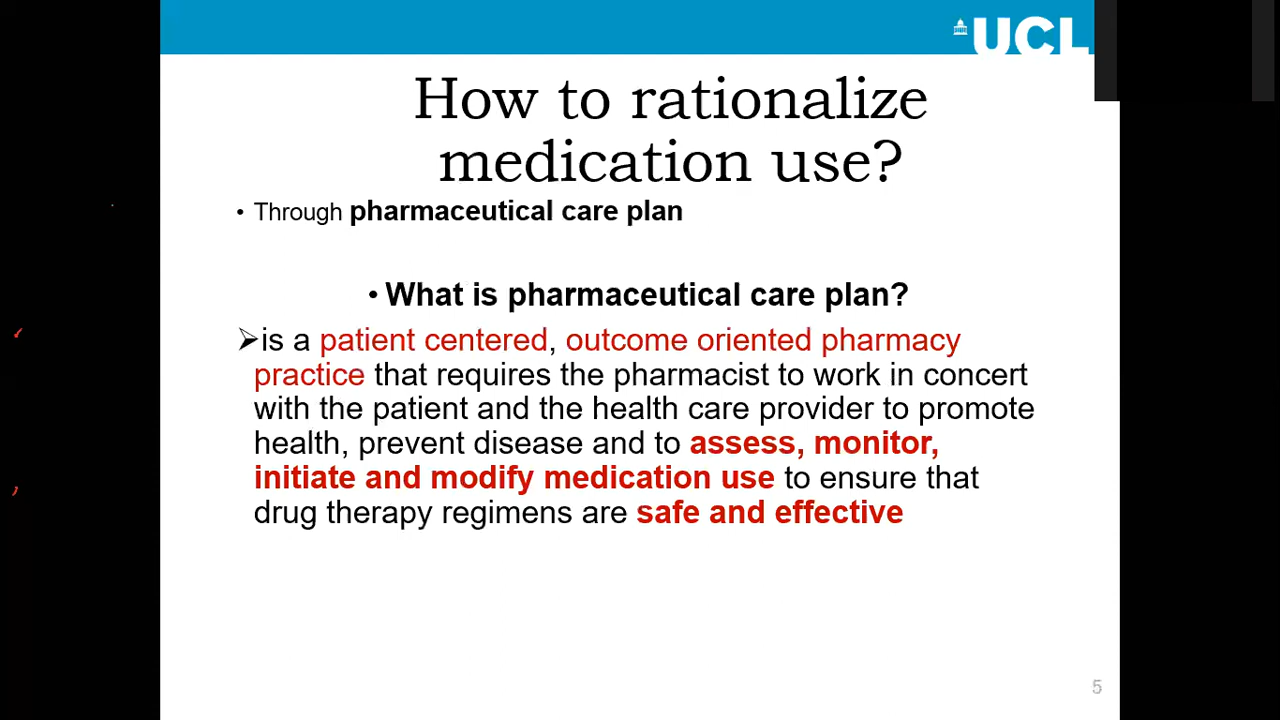 UCL
How to rationalize
medication use?
• Through pharmaceutical care plan
• What is pharmaceutical care plan?
➢is a patient centered, outcome oriented pharmacy
practice that requires the pharmacist to work in concert
with the patient and the health care provider to promote
health, prevent disease and to assess, monitor,
initiate and modify medication use to ensure that
drug therapy regimens are safe and effective
5